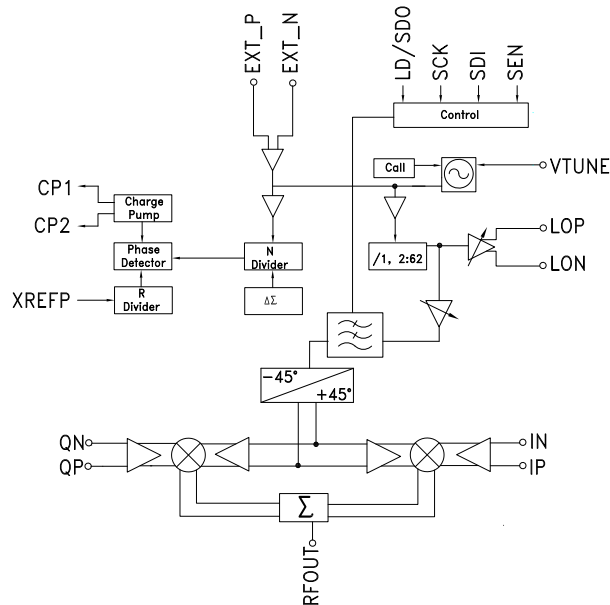 EXT_P
EXT_N
LD/SDO
SCK
SDI
SEN
Control
Call
VTUNE
CP1
CP2
Charge
Pump
Phase
Detector
N
Divider
/1, 2:62
LOP
LON
XREFP
R
Divider
ΔΣ
-45°
+45°
QN
QP
IN
IP
Σ
RFOUT